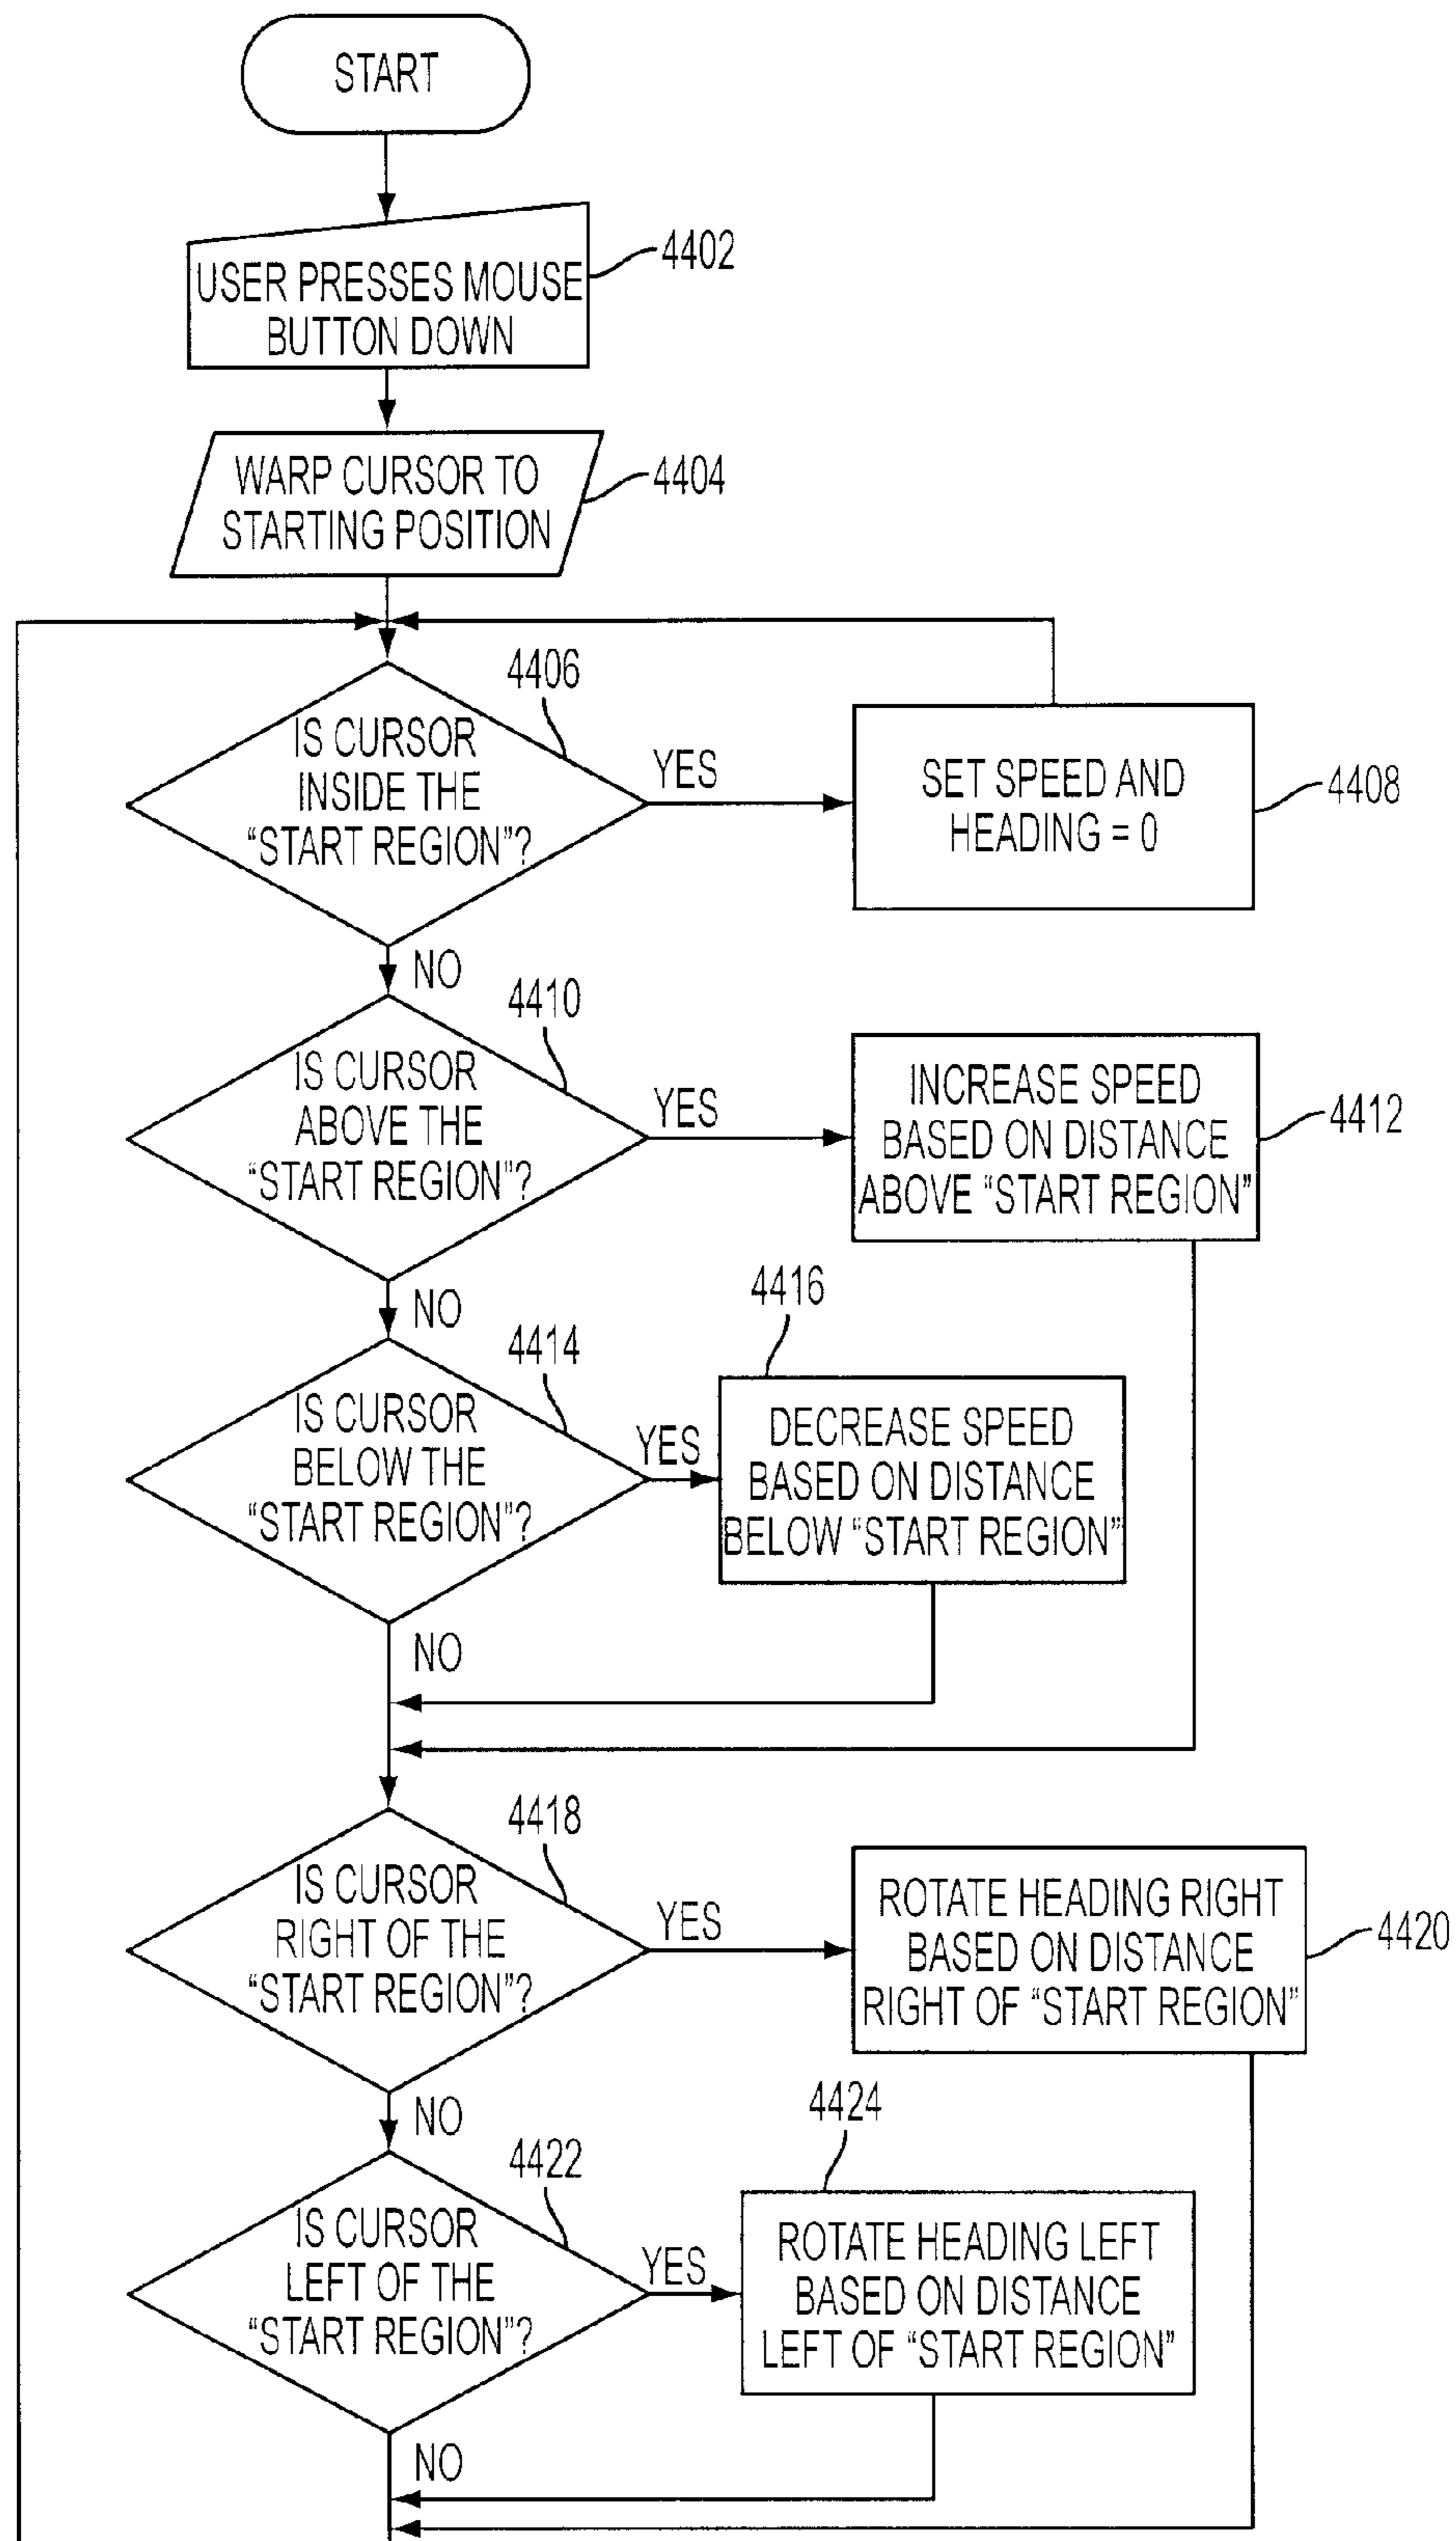 START
USER PRESSES MOUSE
BUTTON DOWN
4402
WARP CURSOR TO
STARTING POSITION
4404
IS CURSOR
INSIDE THE
“START REGION”?
4406
YES
SET SPEED AND
HEADING = 0
4408
NO
IS CURSOR
ABOVE THE
“START REGION”?
4410
YES
INCREASE SPEED
BASED ON DISTANCE
ABOVE “START REGION”
4412
NO
IS CURSOR
BELOW THE
“START REGION”?
4414
YES
DECREASE SPEED
BASED ON DISTANCE
BELOW “START REGION”
4416
NO
IS CURSOR
RIGHT OF THE
“START REGION”?
4418
YES
ROTATE HEADING RIGHT
BASED ON DISTANCE
RIGHT OF “START REGION”
4420
NO
IS CURSOR
LEFT OF THE
“START REGION”?
4422
YES
ROTATE HEADING LEFT
BASED ON DISTANCE
LEFT OF “START REGION”
4424
NO